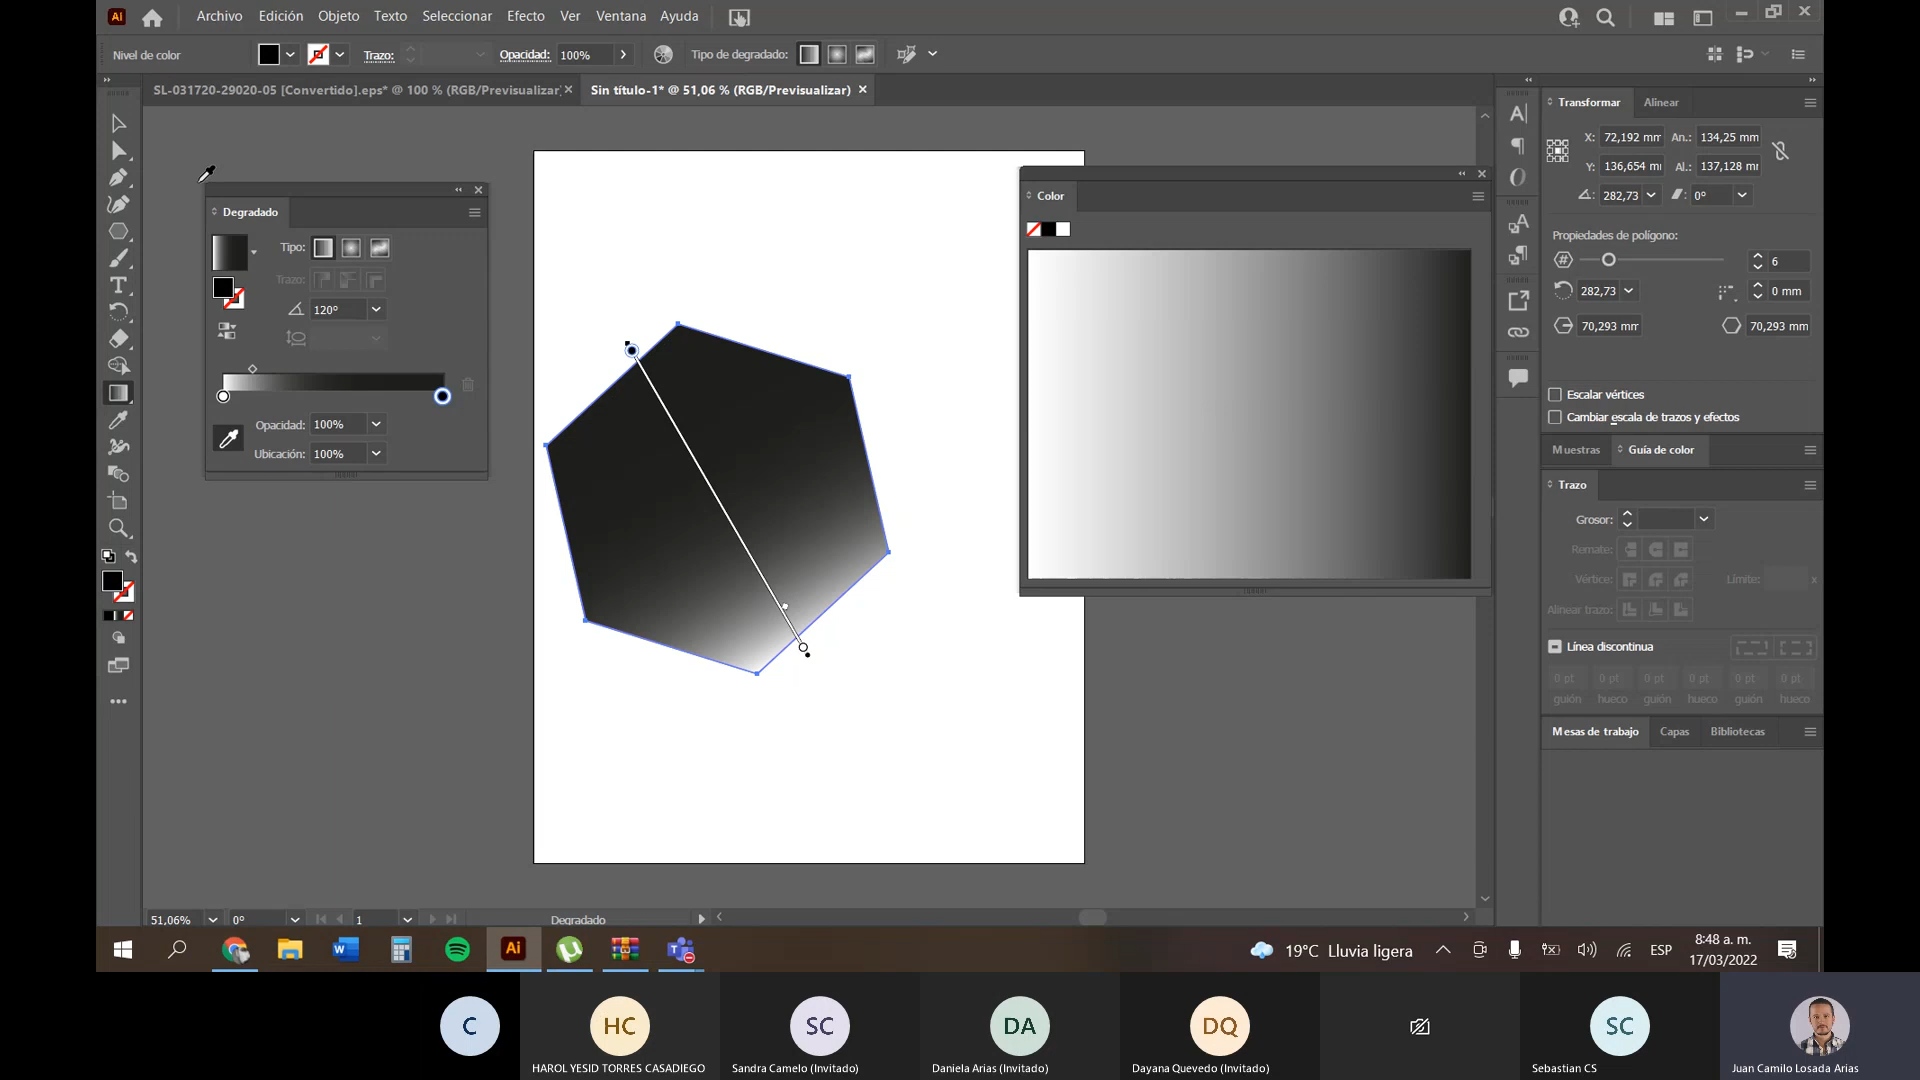 Ai
Archivo Edición Objeto Texto Seleccionar Efecto Ver Ventana Ayuda
Nivel de color
Trazo:
Opacidad: 100%
Tipo de degradado:
SL-031720-29020-05 [Convertido].eps* @ 100 % (RGB/Previsualizar)
Sin título-1* @ 51,06 % (RGB/Previsualizar)
Degradado
Tipo:
Trazo:
120°
Opacidad: 100%
Ubicación: 100%
Color
Transformar Alinear
X: 72,192 mm An.: 134,25 mm
Y: 136,654 mm Al.: 137,128 mm
282,73 0°
Propiedades de polígono:
6
282,73 0 mm
70,293 mm 70,293 mm
Escalar vértices
Cambiar escala de trazos y efectos
Muestras Guía de color
Trazo
Grosor:
Remate:
Vértice: Límite: x
Alinear trazo:
Línea discontinua
0 pt 0 pt 0 pt 0 pt 0 pt 0 pt
guión hueco guión hueco guión hueco
Mesas de trabajo Capas Bibliotecas
51,06% 0° 1 Degradado
Ai
19°C Lluvia ligera
ESP
8:48 a. m.
17/03/2022
C
HC
HAROL YESID TORRES CASADIEGO
SC
Sandra Camelo (Invitado)
DA
Daniela Arias (Invitado)
DQ
Dayana Quevedo (Invitado)
SC
Sebastian CS
Juan Camilo Losada Arias